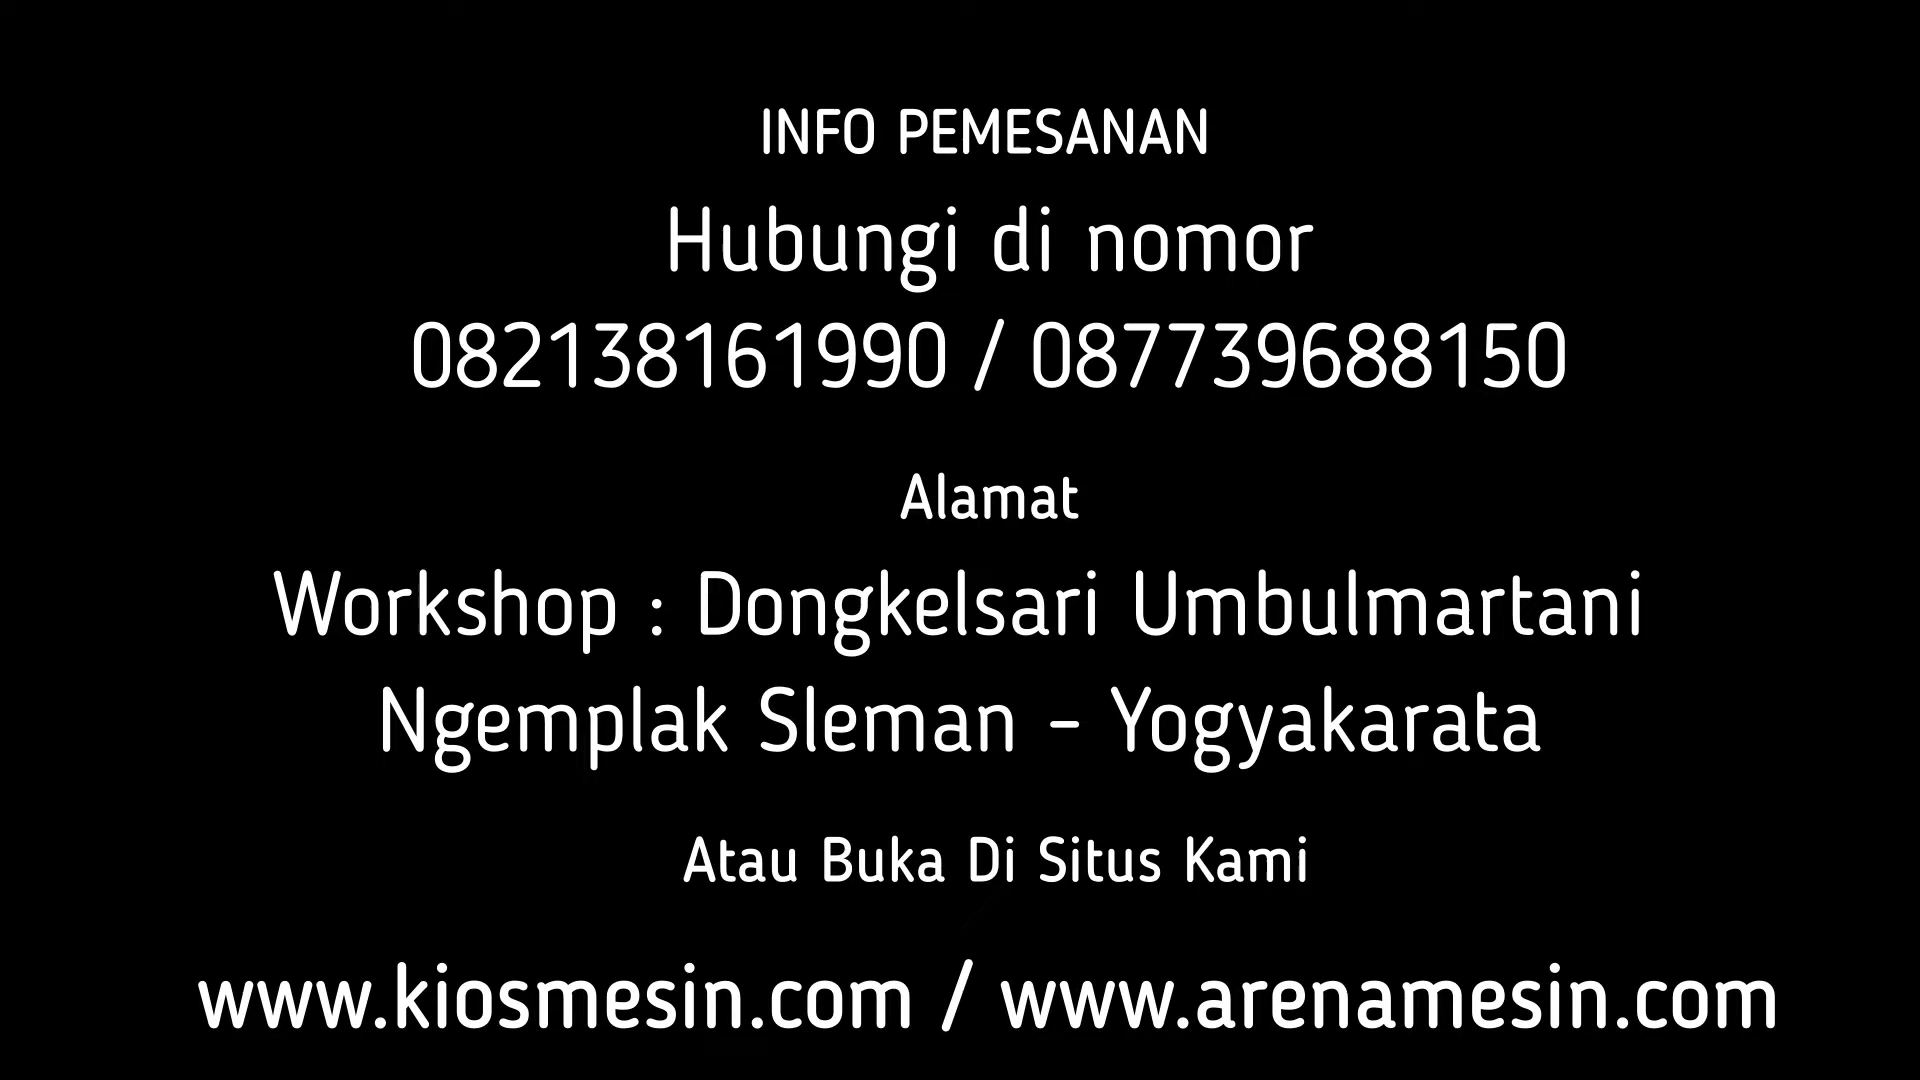 INFO PEMESANAN
Hubungi di nomor
082138161990 / 087739688150
Alamat
Workshop : Dongkelsari Umbulmartani
Ngemplak Sleman - Yogyakarata
Atau Buka Di Situs Kami
www.kiosmesin.com / www.arenamesin.com